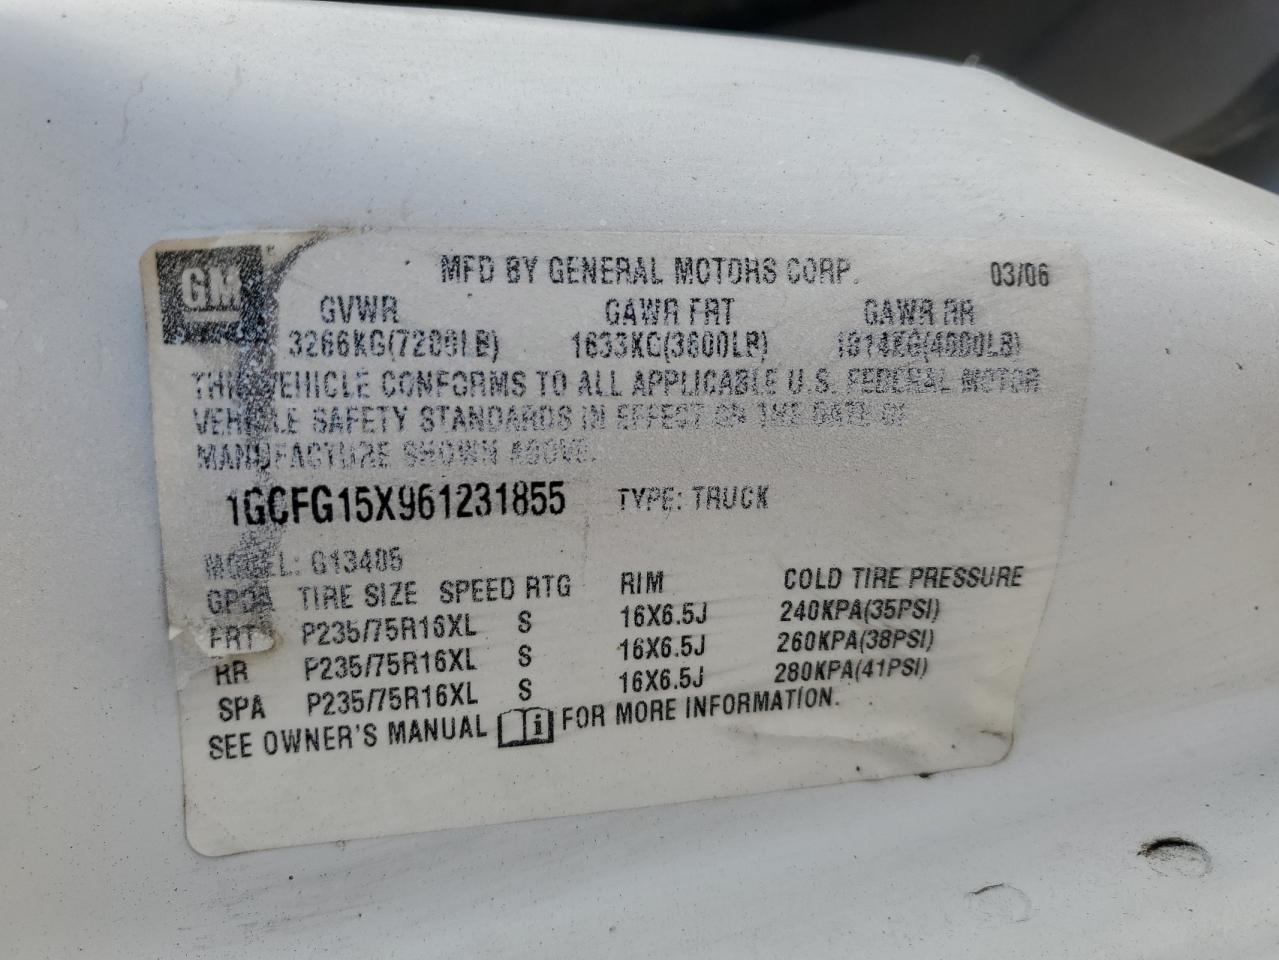 GM
MFD BY GENERAL MOTORS CORP. 03/06
GVWR GAWR FRT GAWR RR
3266KG(7200LB) 1633KG(3600LB) 1814KG(4000LB)
THIS VEHICLE CONFORMS TO ALL APPLICABLE U.S. FEDERAL MOTOR
VEHICLE SAFETY STANDARDS IN EFFECT ON THE DATE OF
MANUFACTURE SHOWN ABOVE.
1GCFG15X961231855 TYPE: TRUCK
MODEL: G13405
TIRE SIZE SPEED RTG RIM COLD TIRE PRESSURE
FRT P235/75R16XL S 16X6.5J 240KPA(35PSI)
RR P235/75R16XL S 16X6.5J 260KPA(38PSI)
SPA P235/75R16XL S 16X6.5J 280KPA(41PSI)
SEE OWNER'S MANUAL i FOR MORE INFORMATION.